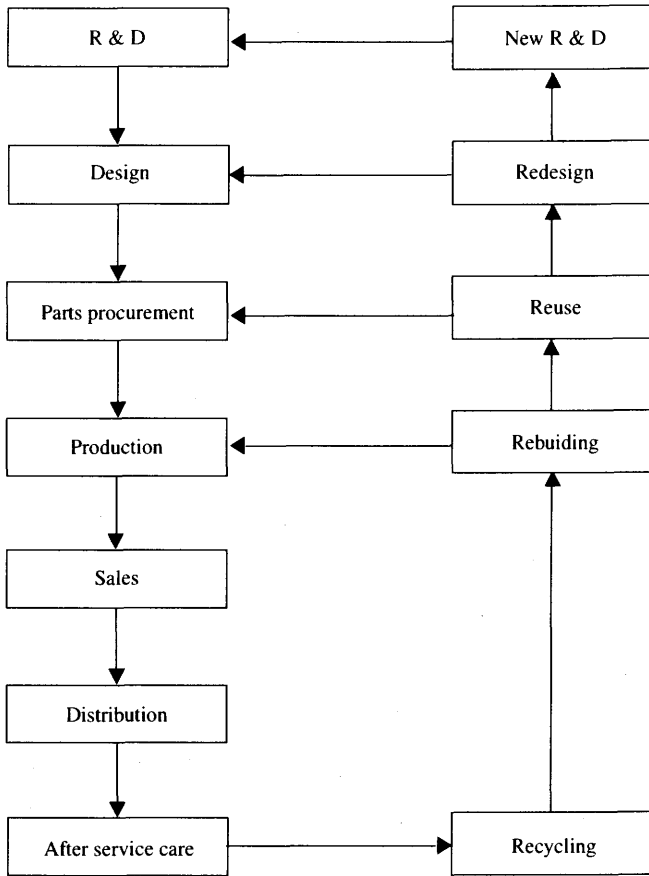 R & D
New R & D
Design
Redesign
Parts procurement
Reuse
Production
Rebuiding
Sales
Distribution
After service care
Recycling